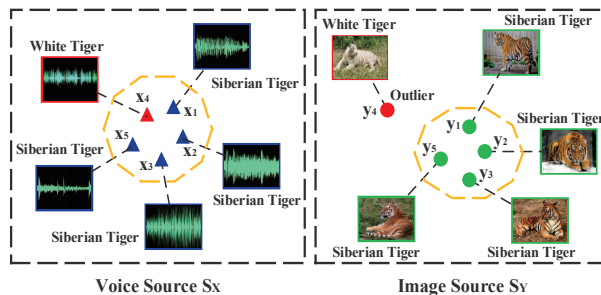 White Tiger
Siberian Tiger
x4
x1
x5
x2
x3
Siberian Tiger
Siberian Tiger
Siberian Tiger
Voice Source SX
White Tiger
Siberian Tiger
Outlier
y4
y1
Siberian Tiger
y2
y5
y3
Siberian Tiger
Siberian Tiger
Image Source SY